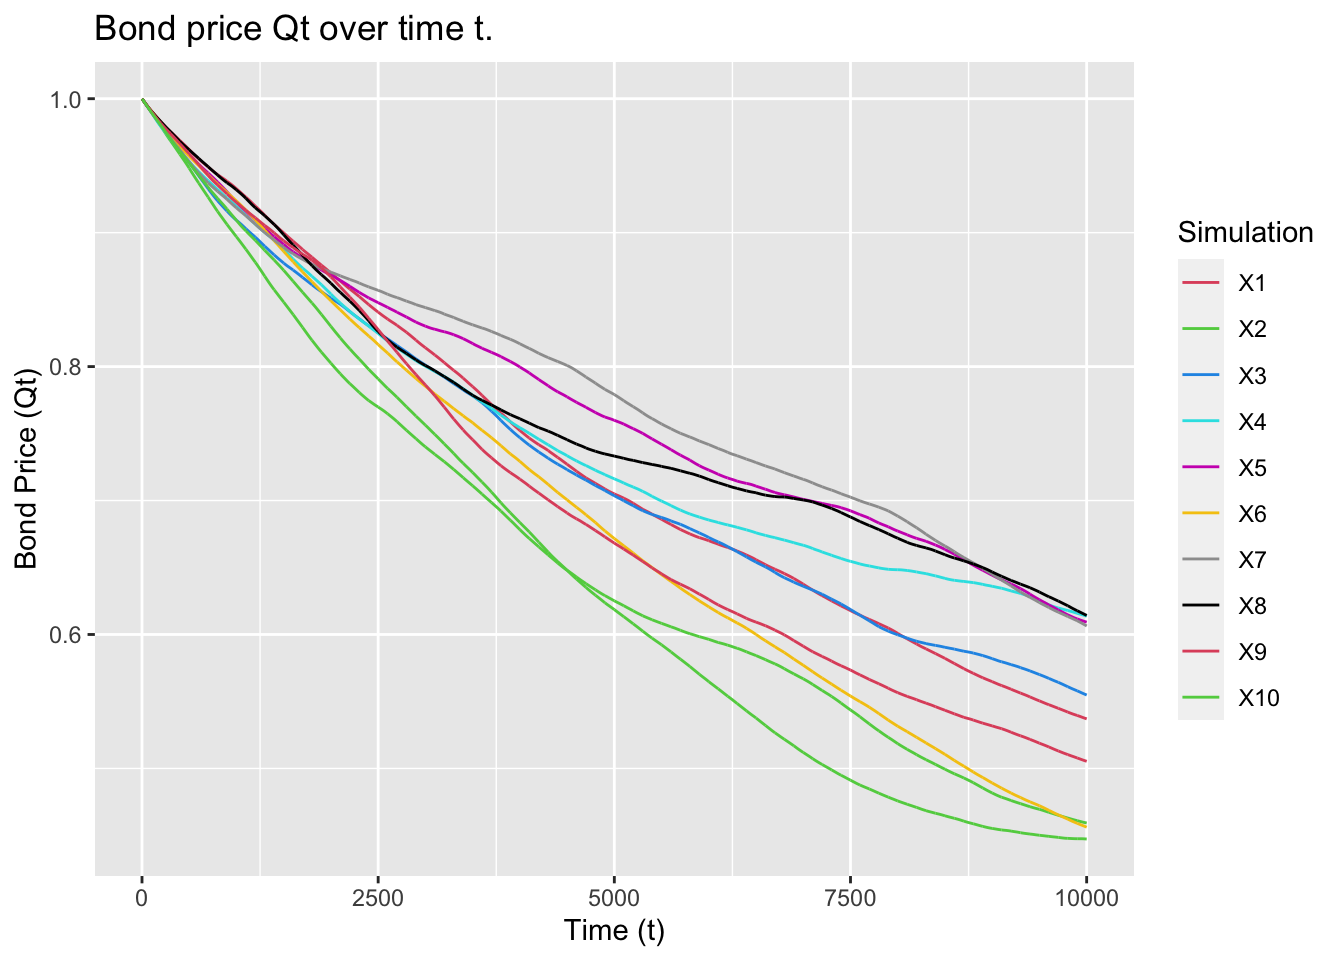 Bond price Qt over time t.
1.0
0.8
0.6
Bond Price (Qt)
0
2500
5000
7500
10000
Time (t)
Simulation
X1
X2
X3
X4
X5
X6
X7
X8
X9
X10